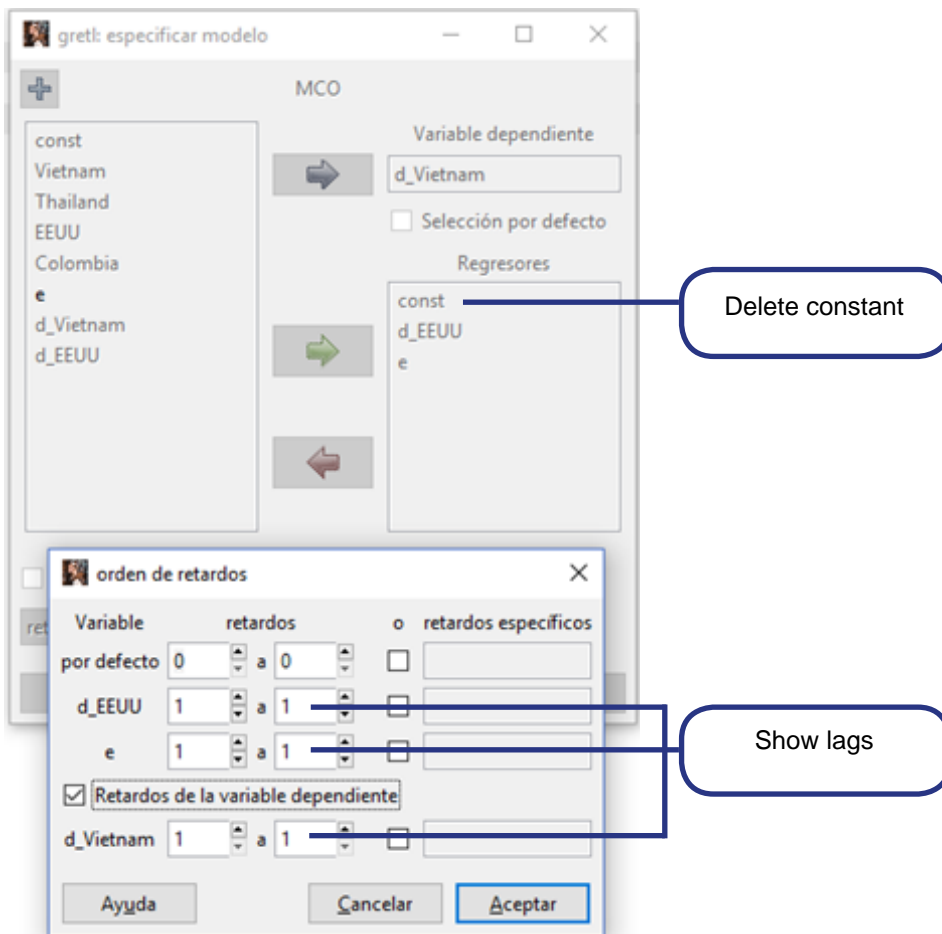 gretl: especificar modelo
MCO
const
Vietnam
Thailand
EEUU
Colombia
e
d_Vietnam
d_EEUU
Variable dependiente
d_Vietnam
Selección por defecto
Regresores
const
d_EEUU
e
Delete constant
ret
orden de retardos
Variable retardos o retardos específicos
por defecto 0 a 0
d_EEUU 1 a 1
e 1 a 1
Retardos de la variable dependiente
d_Vietnam 1 a 1
Ayuda Cancelar Aceptar
Show lags